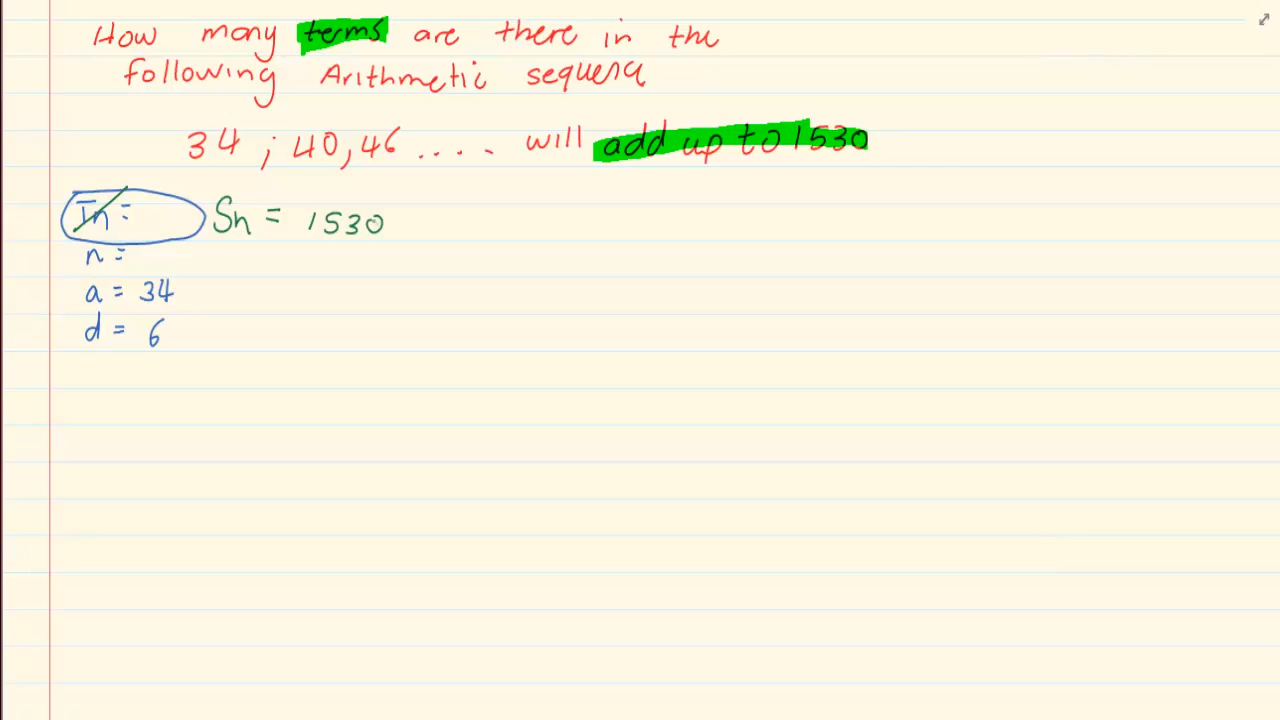 How many terms are there in the
following Arithmetic sequence
34 ; 40, 46 .... will add up to 1530
Tn = Sn = 1530
n =
a = 34
d = 6